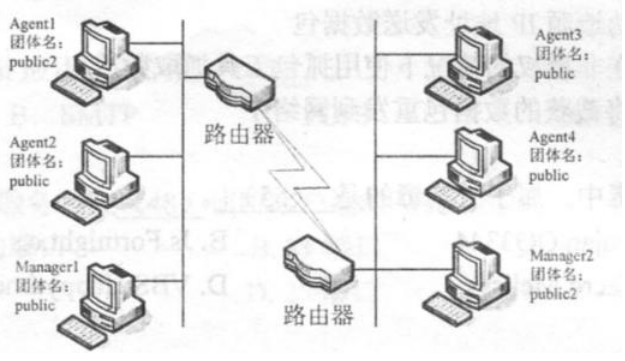 Agent1
团体名：
public2
Agent2
团体名：
public
Manager1
团体名：
public
路由器
路由器
Agent3
团体名：
public
Agent4
团体名：
public
Manager2
团体名：
public2